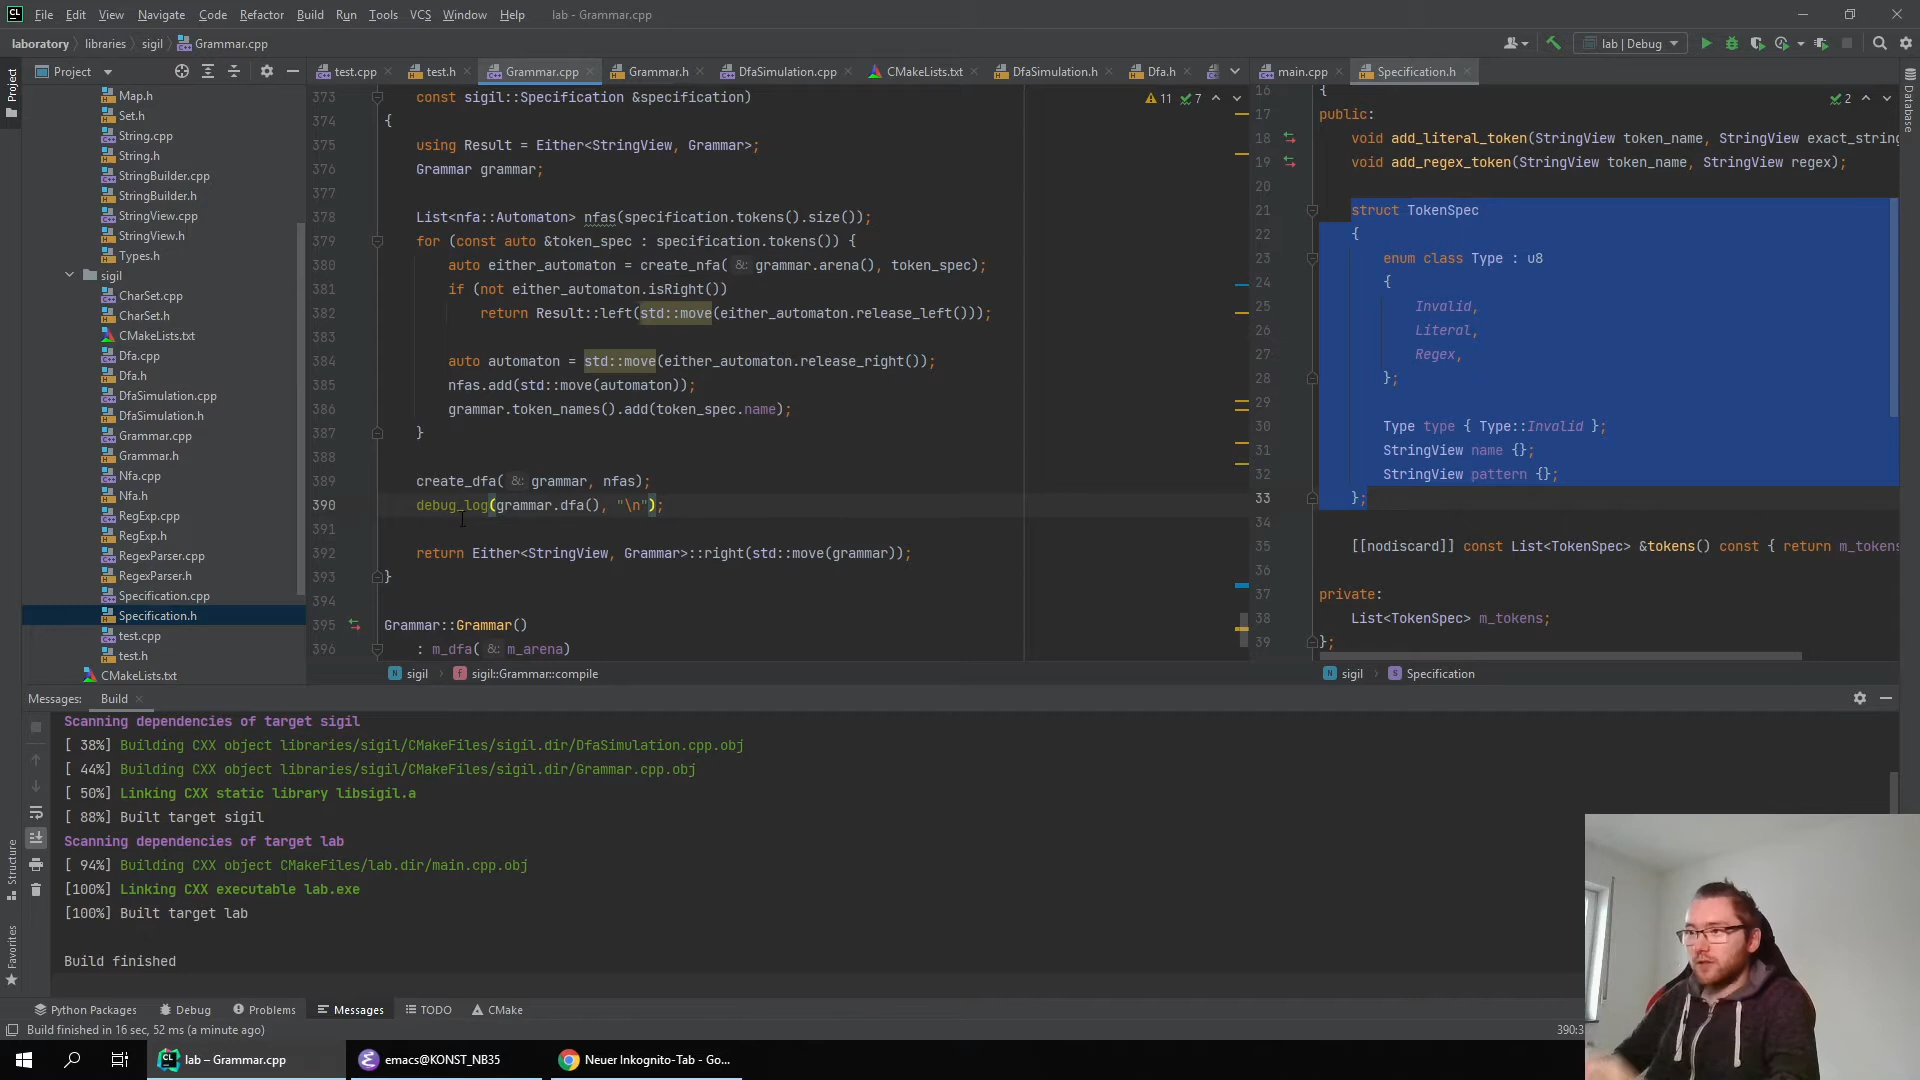 File Edit View Navigate Code Refactor Build Run Tools VCS Window Help lab - Grammar.cpp
laboratory libraries sigil Grammar.cpp
lab | Debug
Project
test.cpp test.h Grammar.cpp Grammar.h DfaSimulation.cpp CMakeLists.txt DfaSimulation.h Dfa.h main.cpp Specification.h
Project
Map.h
Set.h
String.cpp
String.h
StringBuilder.cpp
StringBuilder.h
StringView.cpp
StringView.h
Types.h
sigil
CharSet.cpp
CharSet.h
CMakeLists.txt
Dfa.cpp
Dfa.h
DfaSimulation.cpp
DfaSimulation.h
Grammar.cpp
Grammar.h
Nfa.cpp
Nfa.h
RegExp.cpp
RegExp.h
RegexParser.cpp
RegexParser.h
Specification.cpp
Specification.h
test.cpp
test.h
CMakeLists.txt
11 7
373 const sigil::Specification &specification)
374 {
375 using Result = Either<StringView, Grammar>;
376 Grammar grammar;
377
378 List<nfa::Automaton> nfas(specification.tokens().size());
379 for (const auto &token_spec : specification.tokens()) {
380 auto either_automaton = create_nfa( &: grammar.arena(), token_spec);
381 if (not either_automaton.isRight())
382 return Result::left(std::move(either_automaton.release_left()));
383
384 auto automaton = std::move(either_automaton.release_right());
385 nfas.add(std::move(automaton));
386 grammar.token_names().add(token_spec.name);
387 }
388
389 create_dfa( &: grammar, nfas);
390 debug_log(grammar.dfa(), "\n");
391
392 return Either<StringView, Grammar>::right(std::move(grammar));
393 }
394
395 Grammar::Grammar()
396 : m_dfa( &: m_arena)
sigil sigil::Grammar::compile
2
16 {
17 public:
18 void add_literal_token(StringView token_name, StringView exact_string
19 void add_regex_token(StringView token_name, StringView regex);
20
21 struct TokenSpec
22 {
23 enum class Type : u8
24 {
25 Invalid,
26 Literal,
27 Regex,
28 };
29
30 Type type { Type::Invalid };
31 StringView name {};
32 StringView pattern {};
33 };
34
35 [[nodiscard]] const List<TokenSpec> &tokens() const { return m_tokens
36
37 private:
38 List<TokenSpec> m_tokens;
39 };
sigil Specification
Database
Messages: Build
Scanning dependencies of target sigil
[ 38%] Building CXX object libraries/sigil/CMakeFiles/sigil.dir/DfaSimulation.cpp.obj
[ 44%] Building CXX object libraries/sigil/CMakeFiles/sigil.dir/Grammar.cpp.obj
[ 50%] Linking CXX static library libsigil.a
[ 88%] Built target sigil
Scanning dependencies of target lab
[ 94%] Building CXX object CMakeFiles/lab.dir/main.cpp.obj
[100%] Linking CXX executable lab.exe
[100%] Built target lab
Build finished
Structure
Favorites
Python Packages Debug Problems Messages TODO CMake
Build finished in 16 sec, 52 ms (a minute ago) 390:3
lab – Grammar.cpp emacs@KONST_NB35 Neuer Inkognito-Tab - Go...